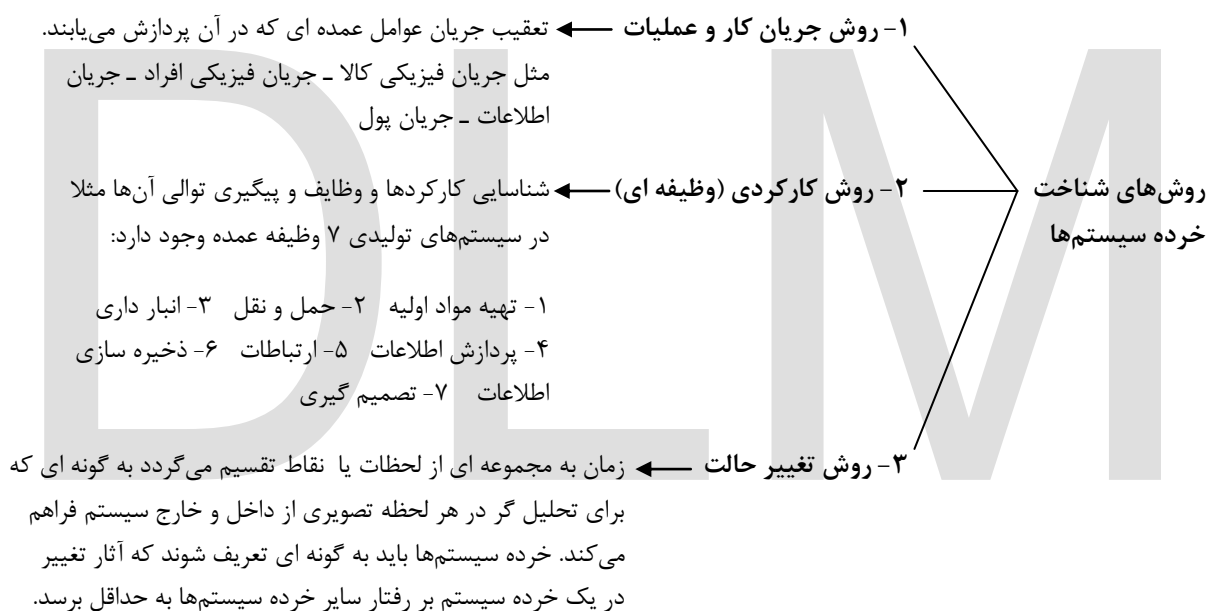 روش‌های شناخت
خرده سیستم‌ها
۱- روش جریان کار و عملیات
تعقیب جریان عوامل عمده ای که در آن پردازش می‌یابند.
مثل جریان فیزیکی کالا ـ جریان فیزیکی افراد ـ جریان
اطلاعات ـ جریان پول
۲- روش کارکردی (وظیفه ای)
شناسایی کارکردها و وظایف و پیگیری توالی آن‌ها مثلا
در سیستم‌های تولیدی ۷ وظیفه عمده وجود دارد:
۱- تهیه مواد اولیه ۲- حمل و نقل ۳- انبار داری
۴- پردازش اطلاعات ۵- ارتباطات ۶- ذخیره سازی
اطلاعات ۷- تصمیم گیری
۳- روش تغییر حالت
زمان به مجموعه ای از لحظات یا نقاط تقسیم می‌گردد به گونه ای که
برای تحلیل گر در هر لحظه تصویری از داخل و خارج سیستم فراهم
می‌کند. خرده سیستم‌ها باید به گونه ای تعریف شوند که آثار تغییر
در یک خرده سیستم بر رفتار سایر خرده سیستم‌ها به حداقل برسد.
DLM